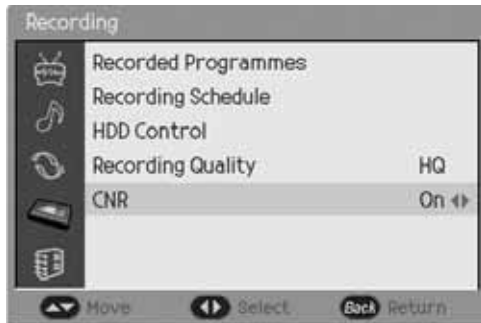 Recording
Recorded Programmes
Recording Schedule
HDD Control
Recording Quality HQ
CNR On
Move Select Back Return